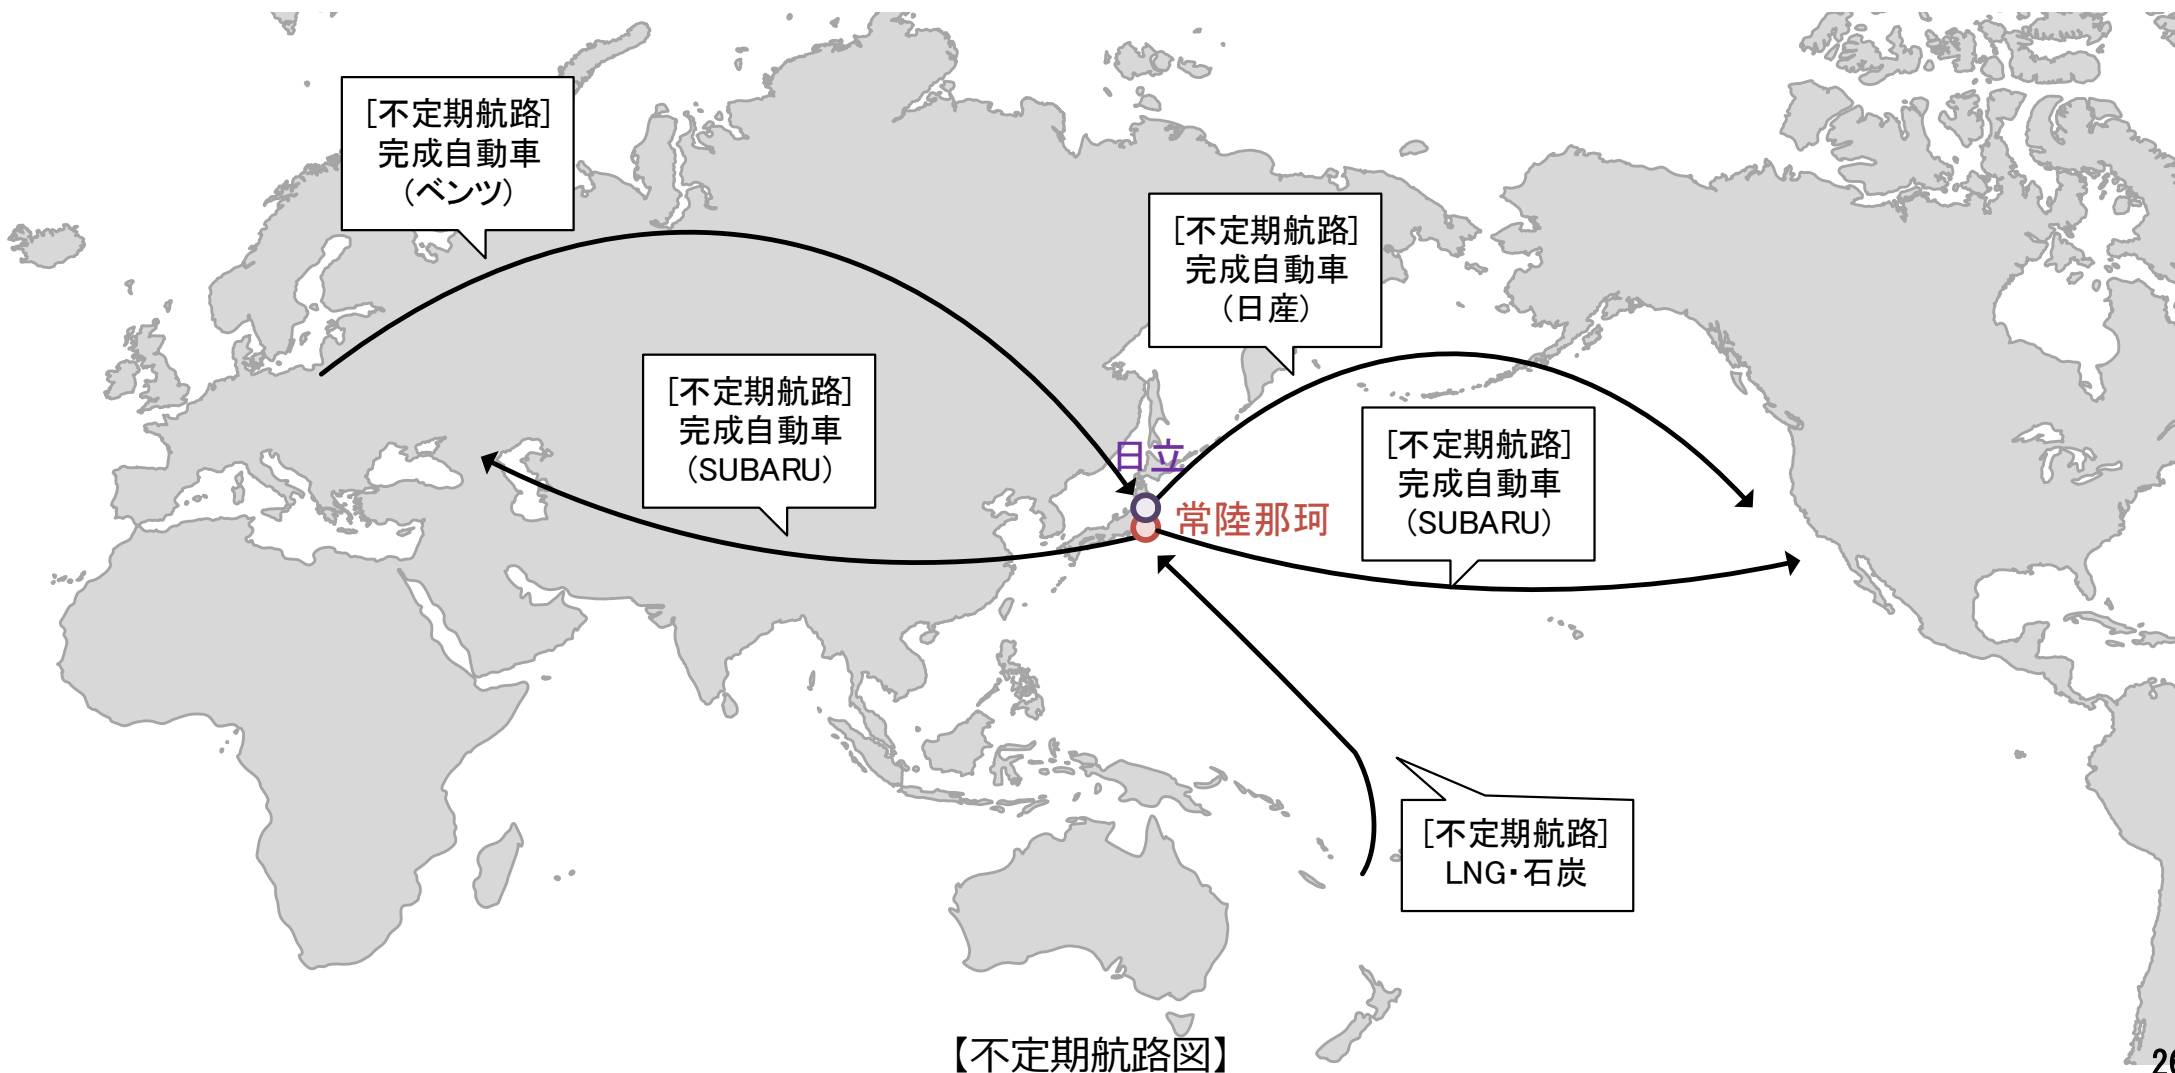 [不定期航路]
完成自動車
(ベンツ)
[不定期航路]
完成自動車
(日産)
[不定期航路]
完成自動車
(SUBARU)
[不定期航路]
完成自動車
(SUBARU)
日立
常陸那珂
[不定期航路]
LNG・石炭
【不定期航路図】
26